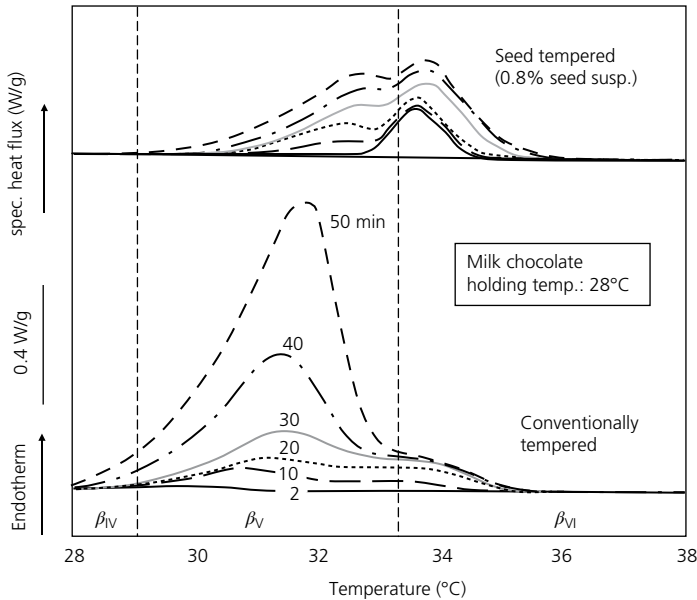 spec. heat flux (W/g)
0.4 W/g
Endotherm
Seed tempered
(0.8% seed susp.)
50 min
Milk chocolate
holding temp.: 28°C
40
30
20
10
2
Conventionally
tempered
βIV
βV
βVI
28
30
32
34
36
38
Temperature (°C)